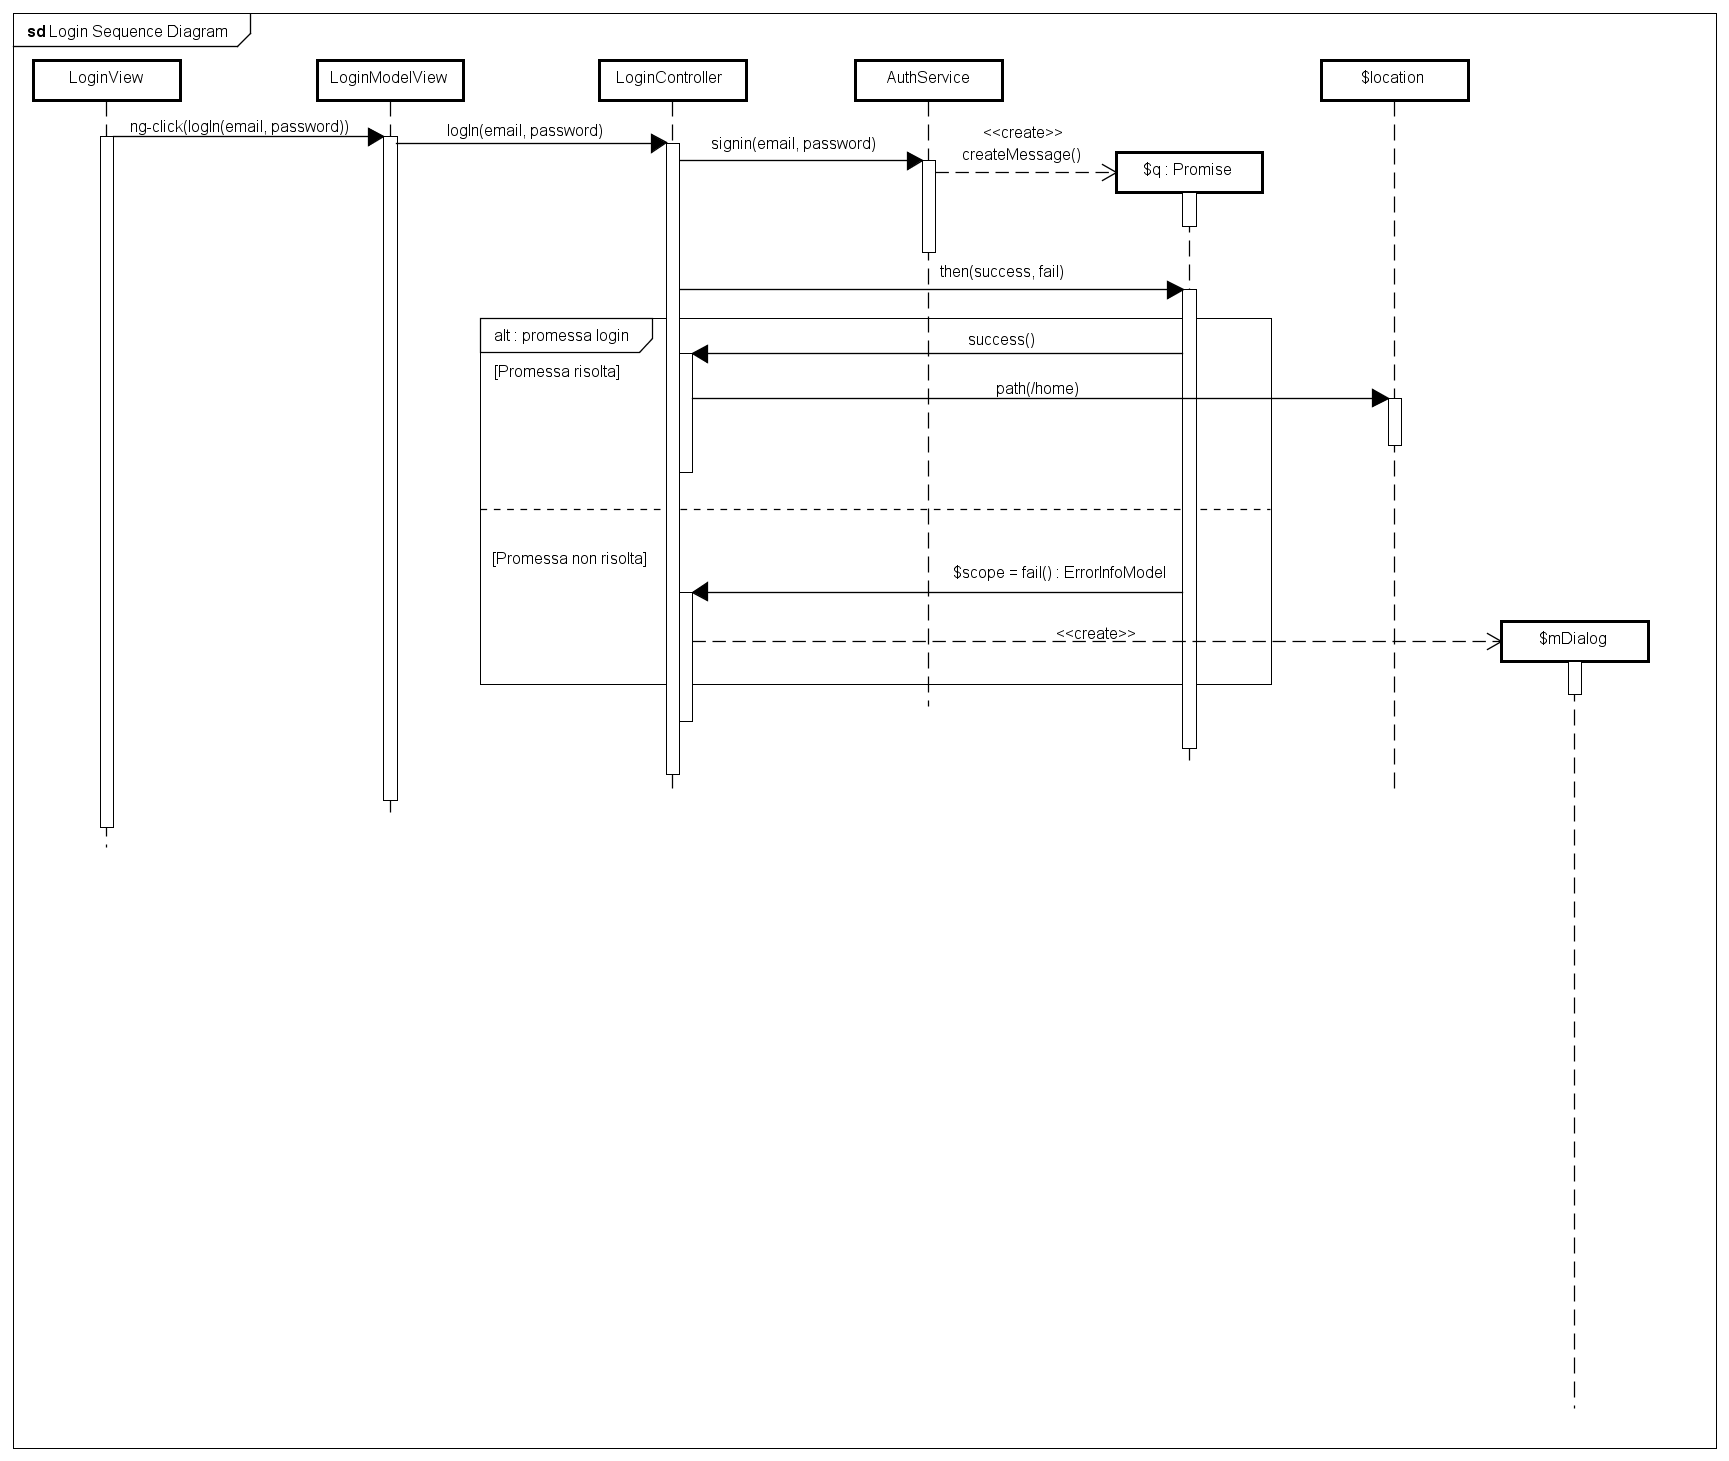 sd Login Sequence Diagram
LoginView
LoginModelView
LoginController
AuthService
$location
ng-click(logIn(email, password))
logIn(email, password)
signin(email, password)
<<create>>
createMessage()
$q : Promise
then(success, fail)
alt : promessa login
success()
[Promessa risolta]
path(/home)
[Promessa non risolta]
$scope = fail() : ErrorInfoModel
<<create>>
$mDialog